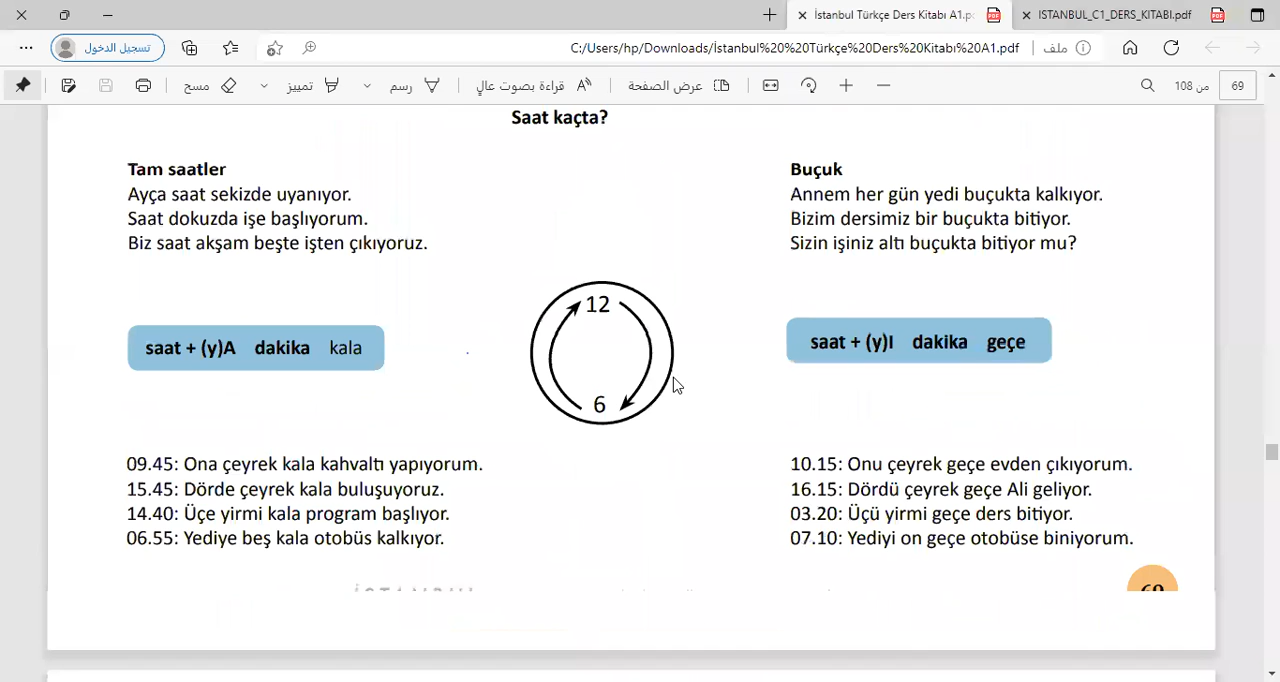 İstanbul Türkçe Ders Kitabı A1.pc
ISTANBUL_C1_DERS_KITABI.pdf
تسجيل الدخول
C:/Users/hp/Downloads/İstanbul%20%20Türkçe%20Ders%20Kitabı%20A1.pdf
ملف
مسح
تمييز
رسم
قراءة بصوت عالٍ
عرض الصفحة
من 108
69
Saat kaçta?
Tam saatler
Ayça saat sekizde uyanıyor.
Saat dokuzda işe başlıyorum.
Biz saat akşam beşte işten çıkıyoruz.
Buçuk
Annem her gün yedi buçukta kalkıyor.
Bizim dersimiz bir buçukta bitiyor.
Sizin işiniz altı buçukta bitiyor mu?
saat + (y)A dakika kala
12
6
saat + (y)I dakika geçe
09.45: Ona çeyrek kala kahvaltı yapıyorum.
15.45: Dörde çeyrek kala buluşuyoruz.
14.40: Üçe yirmi kala program başlıyor.
06.55: Yediye beş kala otobüs kalkıyor.
10.15: Onu çeyrek geçe evden çıkıyorum.
16.15: Dördü çeyrek geçe Ali geliyor.
03.20: Üçü yirmi geçe ders bitiyor.
07.10: Yediyi on geçe otobüse biniyorum.
İSTANBUL
69